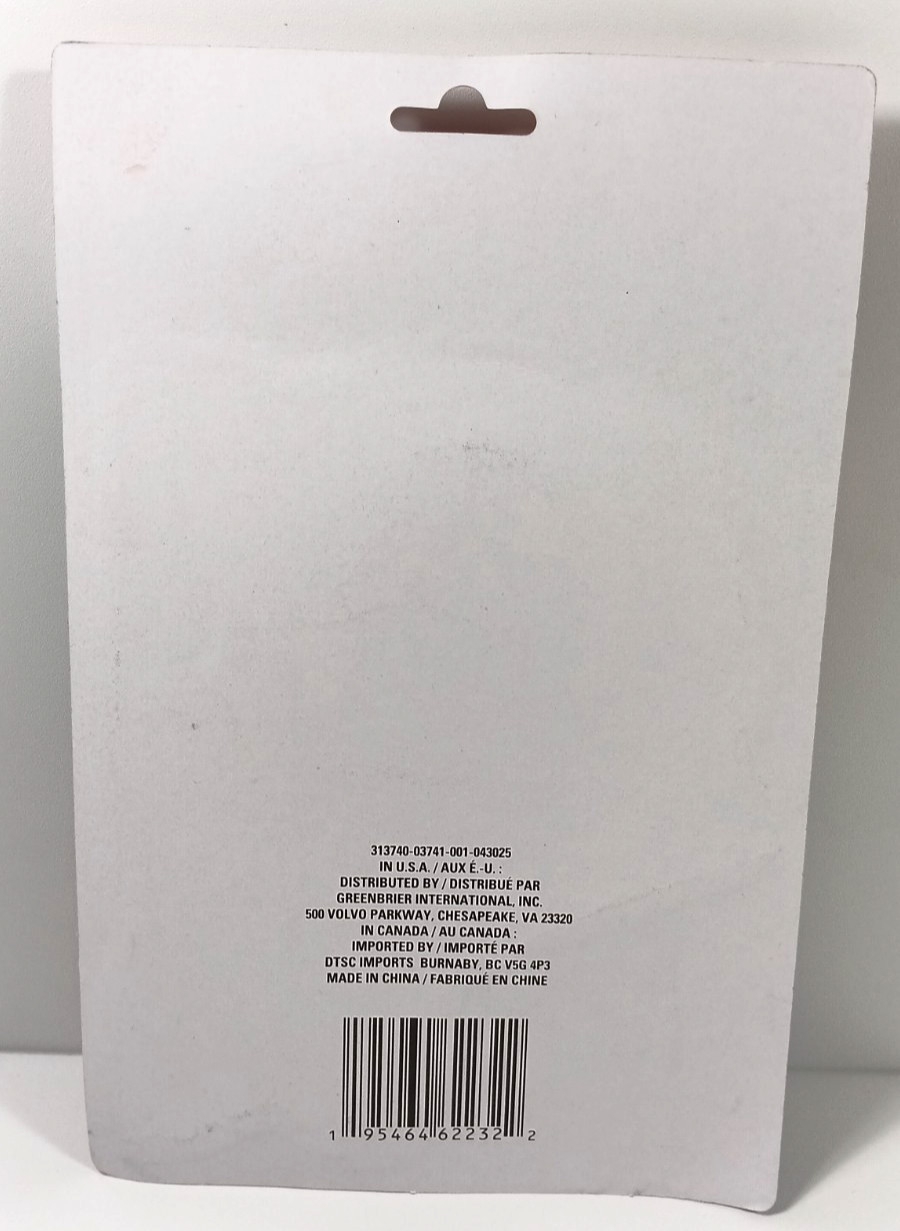 313740-03741-001-043025
IN U.S.A. / AUX É.-U. :
DISTRIBUTED BY / DISTRIBUÉ PAR
GREENBRIER INTERNATIONAL, INC.
500 VOLVO PARKWAY, CHESAPEAKE, VA 23320
IN CANADA / AU CANADA :
IMPORTED BY / IMPORTÉ PAR
DTSC IMPORTS BURNABY, BC V5G 4P3
MADE IN CHINA / FABRIQUÉ EN CHINE
1 95464 62232 2